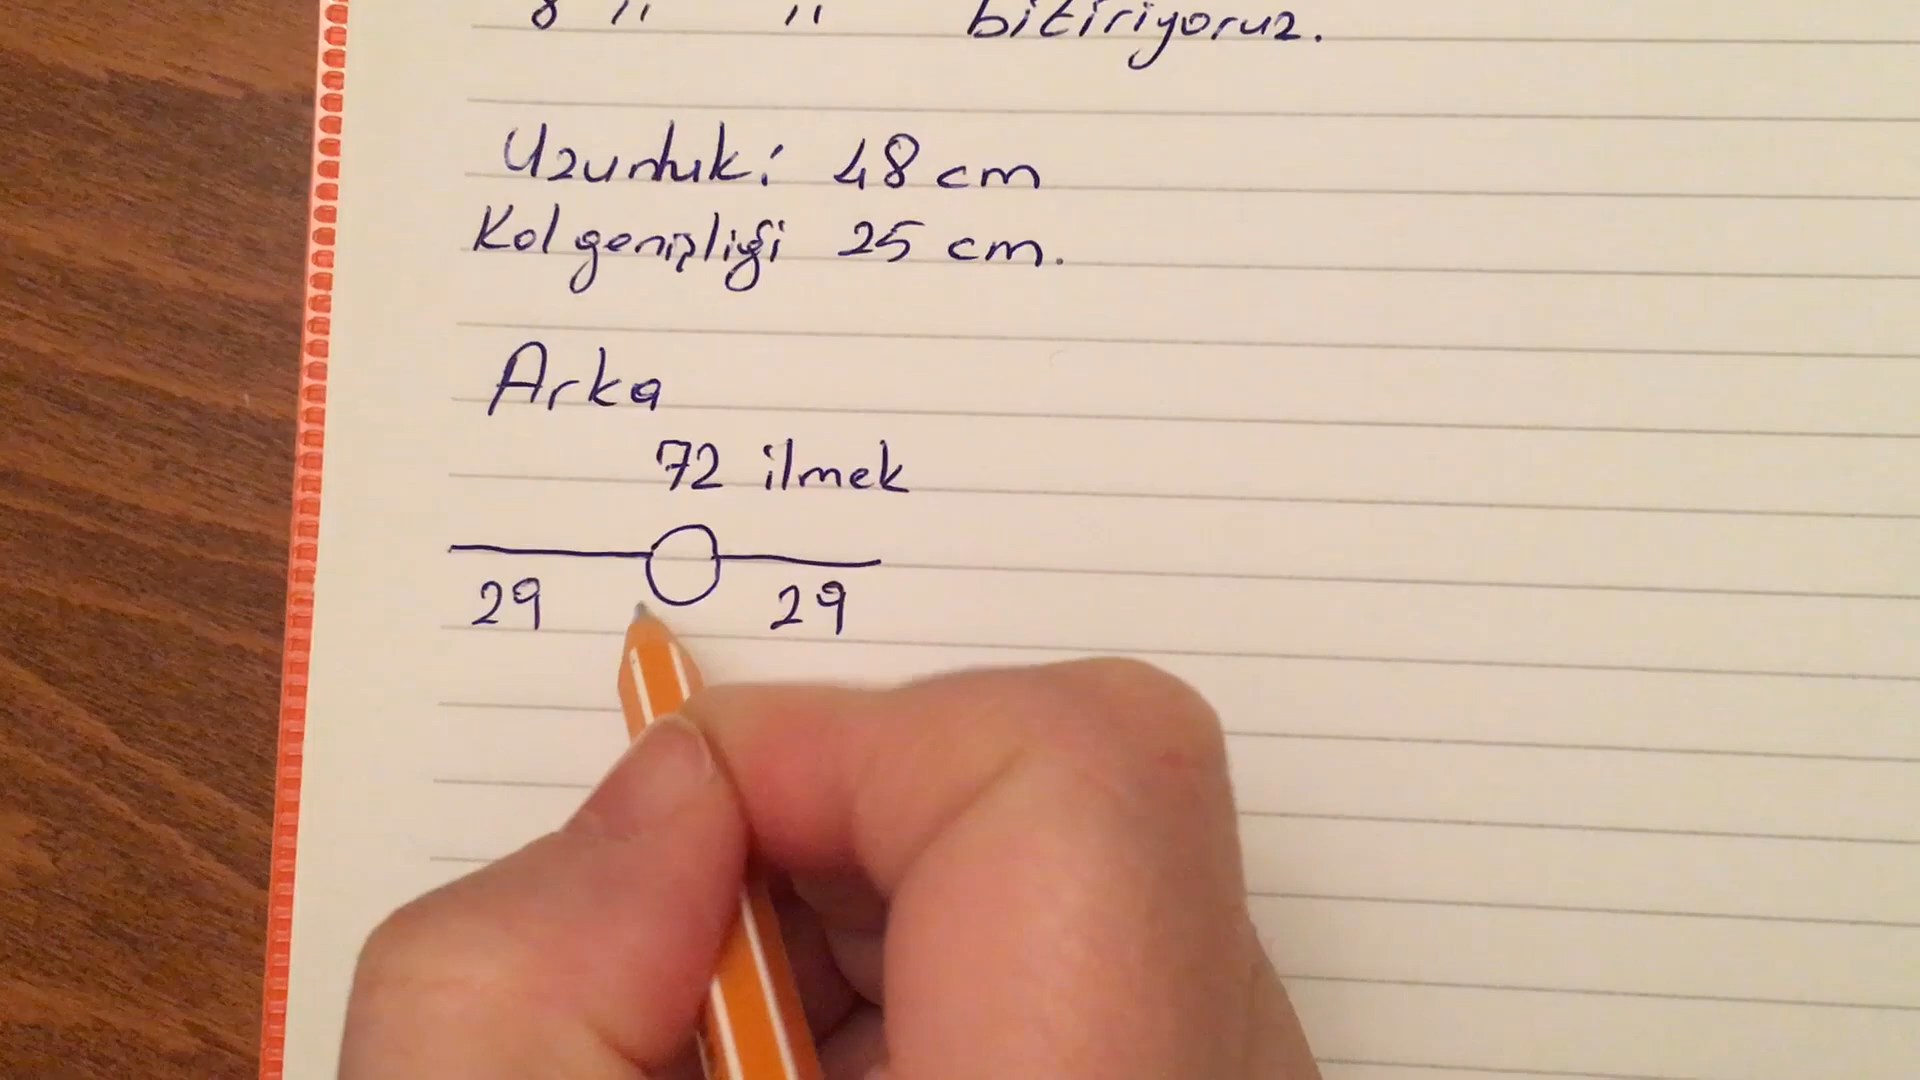 8 " " bitiriyoruz.
Uzunluk: 48 cm
Kol genişliği 25 cm.
Arka
72 ilmek
29 29